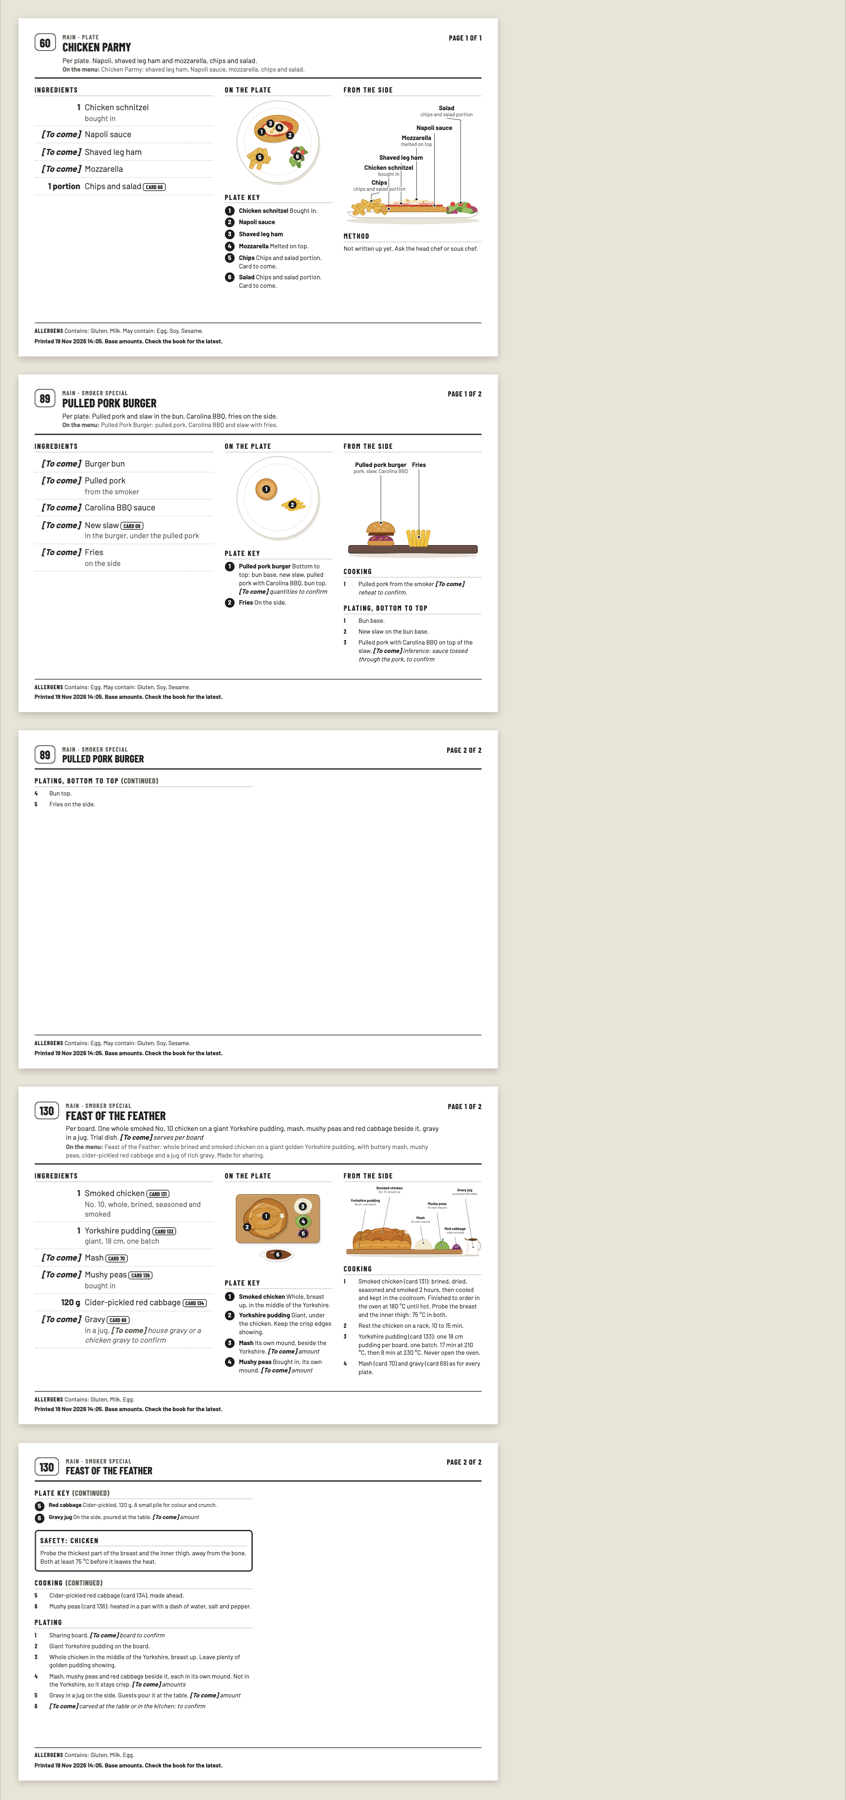 60
MAIN · PLATE
CHICKEN PARMY
PAGE 1 OF 1
Per plate. Napoli, shaved leg ham and mozzarella, chips and salad.
On the menu: Chicken Parmy: shaved leg ham, Napoli sauce, mozzarella, chips and salad.
INGREDIENTS
1 Chicken schnitzel
bought in
[To come] Napoli sauce
[To come] Shaved leg ham
[To come] Mozzarella
1 portion Chips and salad CARD 66
ON THE PLATE
1
2
3
4
5
6
PLATE KEY
1 Chicken schnitzel Bought in.
2 Napoli sauce
3 Shaved leg ham
4 Mozzarella Melted on top.
5 Chips Chips and salad portion.
Card to come.
6 Salad Chips and salad portion.
Card to come.
FROM THE SIDE
Salad
chips and salad portion
Napoli sauce
Mozzarella
melted on top
Shaved leg ham
Chicken schnitzel
bought in
Chips
chips and salad portion
METHOD
Not written up yet. Ask the head chef or sous chef.
ALLERGENS Contains: Gluten, Milk. May contain: Egg, Soy, Sesame.
Printed 19 Nov 2026 14:05. Base amounts. Check the book for the latest.
89
MAIN · SMOKER SPECIAL
PULLED PORK BURGER
PAGE 1 OF 2
Per plate. Pulled pork and slaw in the bun, Carolina BBQ, fries on the side.
On the menu: Pulled Pork Burger: pulled pork, Carolina BBQ and slaw with fries.
INGREDIENTS
[To come] Burger bun
[To come] Pulled pork
from the smoker
[To come] Carolina BBQ sauce
[To come] New slaw CARD 09
in the burger, under the pulled pork
[To come] Fries
on the side
ON THE PLATE
1
2
PLATE KEY
1 Pulled pork burger Bottom to
top: bun base, new slaw, pulled
pork with Carolina BBQ, bun top.
[To come] quantities to confirm
2 Fries On the side.
FROM THE SIDE
Pulled pork burger
pork, slaw, Carolina BBQ
Fries
COOKING
1 Pulled pork from the smoker [To come]
reheat to confirm.
PLATING, BOTTOM TO TOP
1 Bun base.
2 New slaw on the bun base.
3 Pulled pork with Carolina BBQ on top of the
slaw. [To come] inference: sauce tossed
through the pork, to confirm
ALLERGENS Contains: Egg. May contain: Gluten, Soy, Sesame.
Printed 19 Nov 2026 14:05. Base amounts. Check the book for the latest.
89
MAIN · SMOKER SPECIAL
PULLED PORK BURGER
PAGE 2 OF 2
PLATING, BOTTOM TO TOP (CONTINUED)
4 Bun top.
5 Fries on the side.
ALLERGENS Contains: Egg. May contain: Gluten, Soy, Sesame.
Printed 19 Nov 2026 14:05. Base amounts. Check the book for the latest.
130
MAIN · SMOKER SPECIAL
FEAST OF THE FEATHER
PAGE 1 OF 2
Per board. One whole smoked No. 10 chicken on a giant Yorkshire pudding, mash, mushy peas and red cabbage beside it, gravy
in a jug. Trial dish. [To come] serves per board
On the menu: Feast of the Feather: whole brined and smoked chicken on a giant golden Yorkshire pudding, with buttery mash, mushy
peas, cider-pickled red cabbage and a jug of rich gravy. Made for sharing.
INGREDIENTS
1 Smoked chicken CARD 131
No. 10, whole, brined, seasoned and
smoked
1 Yorkshire pudding CARD 133
giant, 18 cm, one batch
[To come] Mash CARD 70
[To come] Mushy peas CARD 136
bought in
120 g Cider-pickled red cabbage CARD 134
[To come] Gravy CARD 69
in a jug. [To come] house gravy or a
chicken gravy to confirm
ON THE PLATE
1
2
3
4
5
6
PLATE KEY
1 Smoked chicken Whole, breast
up, in the middle of the Yorkshire.
2 Yorkshire pudding Giant, under
the chicken. Keep the crisp edges
showing.
3 Mash Its own mound, beside the
Yorkshire. [To come] amount
4 Mushy peas Bought in. Its own
mound. [To come] amount
FROM THE SIDE
Smoked chicken
No. 10, breast up
Gravy jug
poured at the table
Yorkshire pudding
18 cm, one batch
Mushy peas
its own mound
Mash
its own mound
Red cabbage
cider-pickled
COOKING
1 Smoked chicken (card 131): brined, dried,
seasoned and smoked 2 hours, then cooled
and kept in the coolroom. Finished to order in
the oven at 180 °C until hot. Probe the breast
and the inner thigh: 75 °C in both.
2 Rest the chicken on a rack, 10 to 15 min.
3 Yorkshire pudding (card 133): one 18 cm
pudding per board, one batch. 17 min at 210
°C, then 8 min at 230 °C. Never open the oven.
4 Mash (card 70) and gravy (card 69) as for every
plate.
ALLERGENS Contains: Gluten, Milk, Egg.
Printed 19 Nov 2026 14:05. Base amounts. Check the book for the latest.
130
MAIN · SMOKER SPECIAL
FEAST OF THE FEATHER
PAGE 2 OF 2
PLATE KEY (CONTINUED)
5 Red cabbage Cider-pickled, 120 g. A small pile for colour and crunch.
6 Gravy jug On the side, poured at the table. [To come] amount
SAFETY: CHICKEN
Probe the thickest part of the breast and the inner thigh, away from the bone.
Both at least 75 °C before it leaves the heat.
COOKING (CONTINUED)
5 Cider-pickled red cabbage (card 134), made ahead.
6 Mushy peas (card 136): heated in a pan with a dash of water, salt and pepper.
PLATING
1 Sharing board. [To come] board to confirm
2 Giant Yorkshire pudding on the board.
3 Whole chicken in the middle of the Yorkshire, breast up. Leave plenty of
golden pudding showing.
4 Mash, mushy peas and red cabbage beside it, each in its own mound. Not in
the Yorkshire, so it stays crisp. [To come] amounts
5 Gravy in a jug on the side. Guests pour it at the table. [To come] amount
6 [To come] carved at the table or in the kitchen: to confirm
ALLERGENS Contains: Gluten, Milk, Egg.
Printed 19 Nov 2026 14:05. Base amounts. Check the book for the latest.